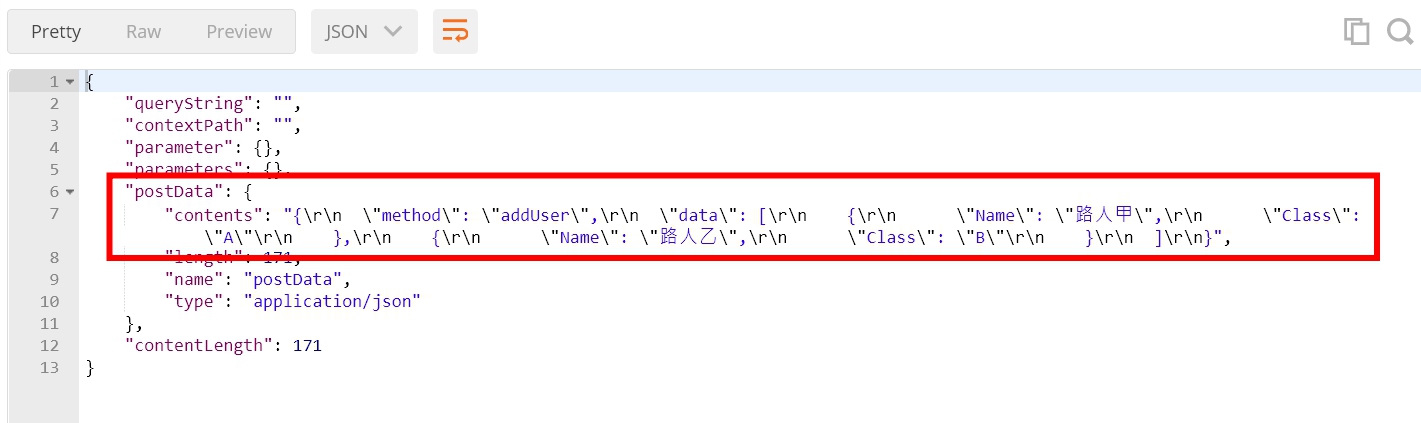 Pretty Raw Preview JSON
1 {
2 "queryString": "",
3 "contextPath": "",
4 "parameter": {},
5 "parameters": {},
6 "postData": {
7 "contents": "{\r\n  \"method\": \"addUser\",\r\n  \"data\": [\r\n    {\r\n      \"Name\": \"路人甲\",\r\n      \"Class\":
\"A\"\r\n    },\r\n    {\r\n      \"Name\": \"路人乙\",\r\n      \"Class\": \"B\"\r\n    }\r\n  ]\r\n}",
8 "length": 171,
9 "name": "postData",
10 "type": "application/json"
11 },
12 "contentLength": 171
13 }